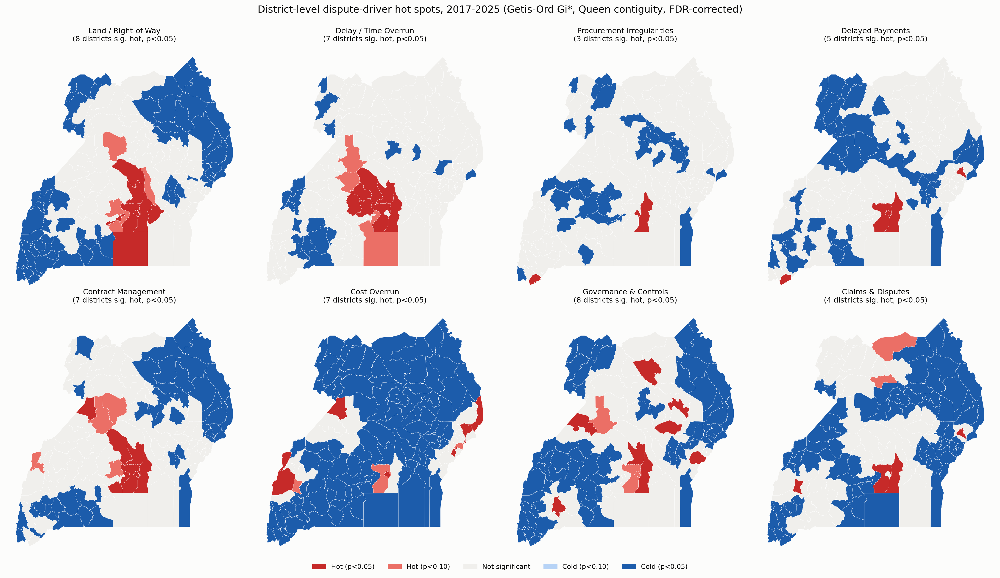 District-level dispute-driver hot spots, 2017-2025 (Getis-Ord Gi*, Queen contiguity, FDR-corrected)
Land / Right-of-Way
(8 districts sig. hot, p<0.05)
Delay / Time Overrun
(7 districts sig. hot, p<0.05)
Procurement Irregularities
(3 districts sig. hot, p<0.05)
Delayed Payments
(5 districts sig. hot, p<0.05)
Contract Management
(7 districts sig. hot, p<0.05)
Cost Overrun
(7 districts sig. hot, p<0.05)
Governance & Controls
(8 districts sig. hot, p<0.05)
Claims & Disputes
(4 districts sig. hot, p<0.05)
Hot (p<0.05)
Hot (p<0.10)
Not significant
Cold (p<0.10)
Cold (p<0.05)